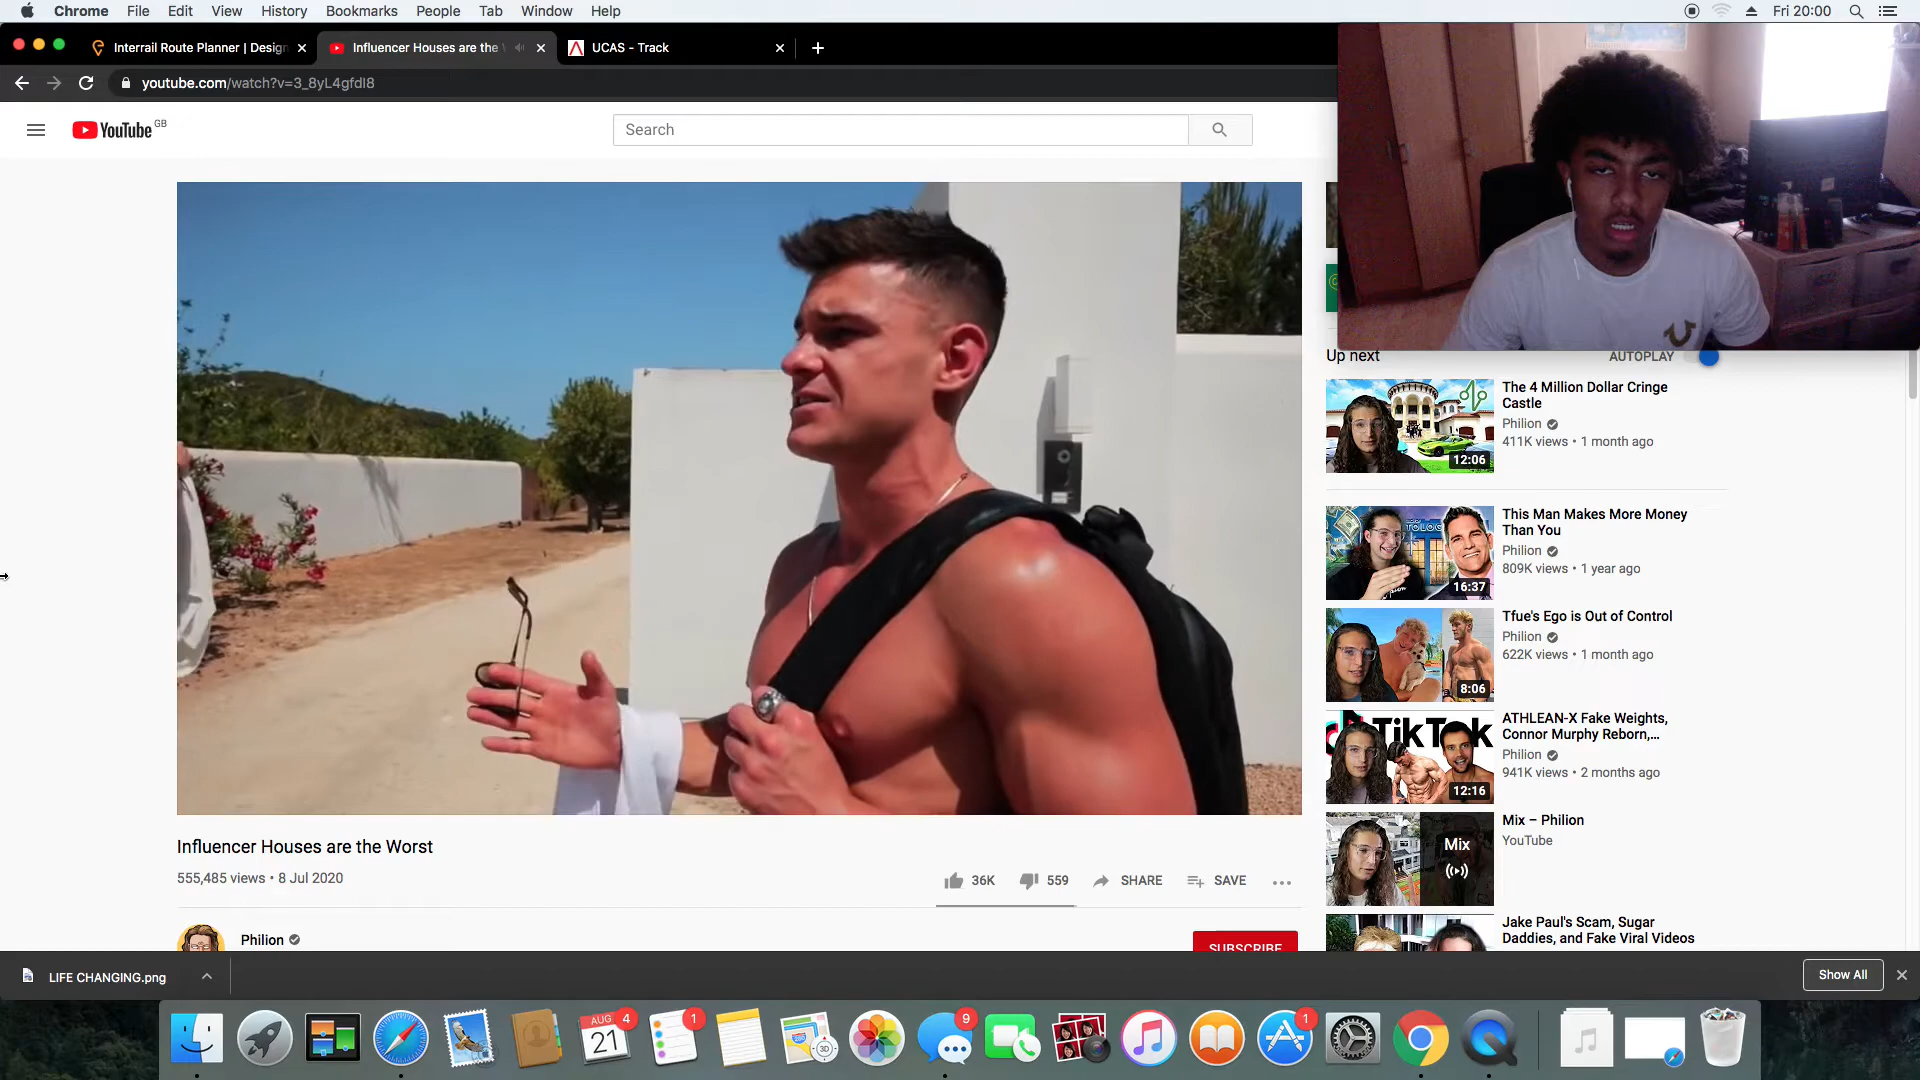 Chrome File Edit View History Bookmarks People Tab Window Help
Fri 20:00
Interrail Route Planner | Design
Influencer Houses are the
UCAS - Track
youtube.com/watch?v=3_8yL4gfdI8
YouTube GB
Search
Up next
AUTOPLAY
The 4 Million Dollar Cringe
Castle
Philion
411K views • 1 month ago
12:06
This Man Makes More Money
Than You
Philion
809K views • 1 year ago
16:37
Tfue's Ego is Out of Control
Philion
622K views • 1 month ago
8:06
ATHLEAN-X Fake Weights,
Connor Murphy Reborn,...
Philion
941K views • 2 months ago
TikTok
12:16
Mix – Philion
YouTube
Mix
Jake Paul's Scam, Sugar
Daddies, and Fake Viral Videos
Influencer Houses are the Worst
555,485 views • 8 Jul 2020
36K
559
SHARE
SAVE
Philion
SUBSCRIBE
LIFE CHANGING.png
Show All
AUG
21
4
1
9
3D
1